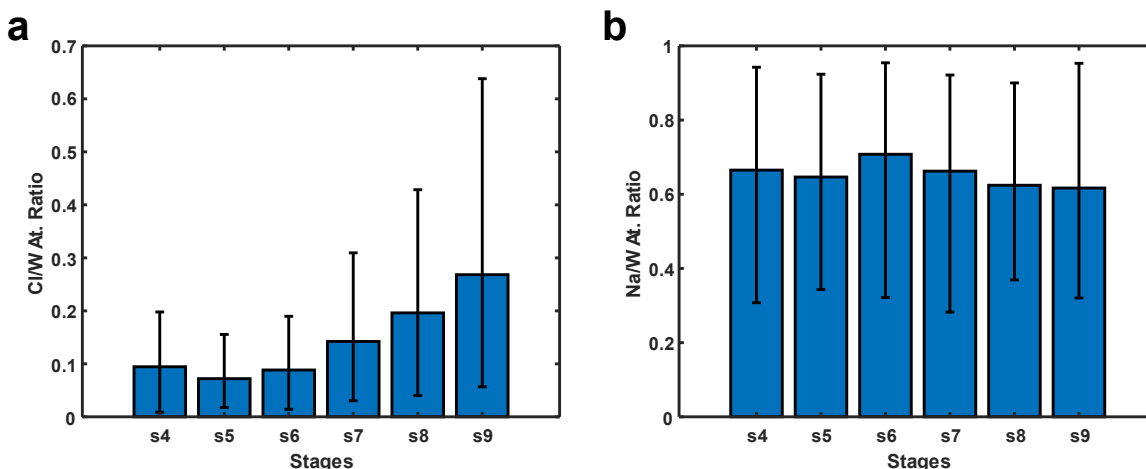 a
0.7
0.6
0.5
0.4
0.3
0.2
0.1
0
Cl/W At. Ratio
s4 s5 s6 s7 s8 s9
Stages
b
1
0.8
0.6
0.4
0.2
0
Na/W At. Ratio
s4 s5 s6 s7 s8 s9
Stages